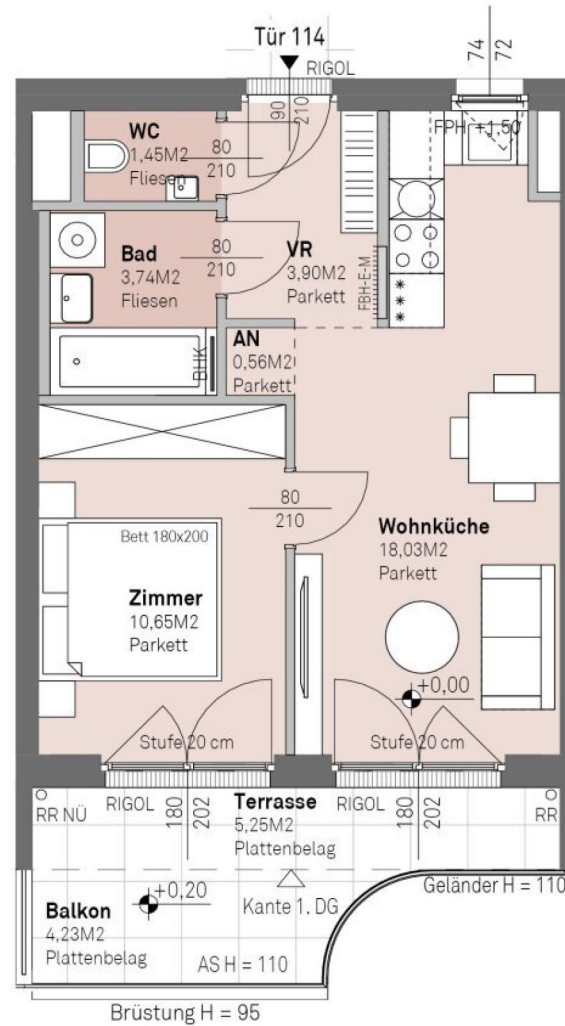 Tür 114
RIGOL
74
72
90
210
FPH +1,50
WC
1,45M2
Fliesen
80
210
Bad
3,74M2
Fliesen
80
210
VR
3,90M2
Parkett
FBH-E-M
BHK
AN
0,56M2
Parkett
80
210
Bett 180x200
Zimmer
10,65M2
Parkett
Wohnküche
18,03M2
Parkett
+0,00
Stufe 20 cm
Stufe 20 cm
RR NÜ
RIGOL
180
202
Terrasse
5,25M2
Plattenbelag
RIGOL
180
202
RR
Geländer H = 110
+0,20
Kante 1. DG
Balkon
4,23M2
Plattenbelag
AS H = 110
Brüstung H = 95